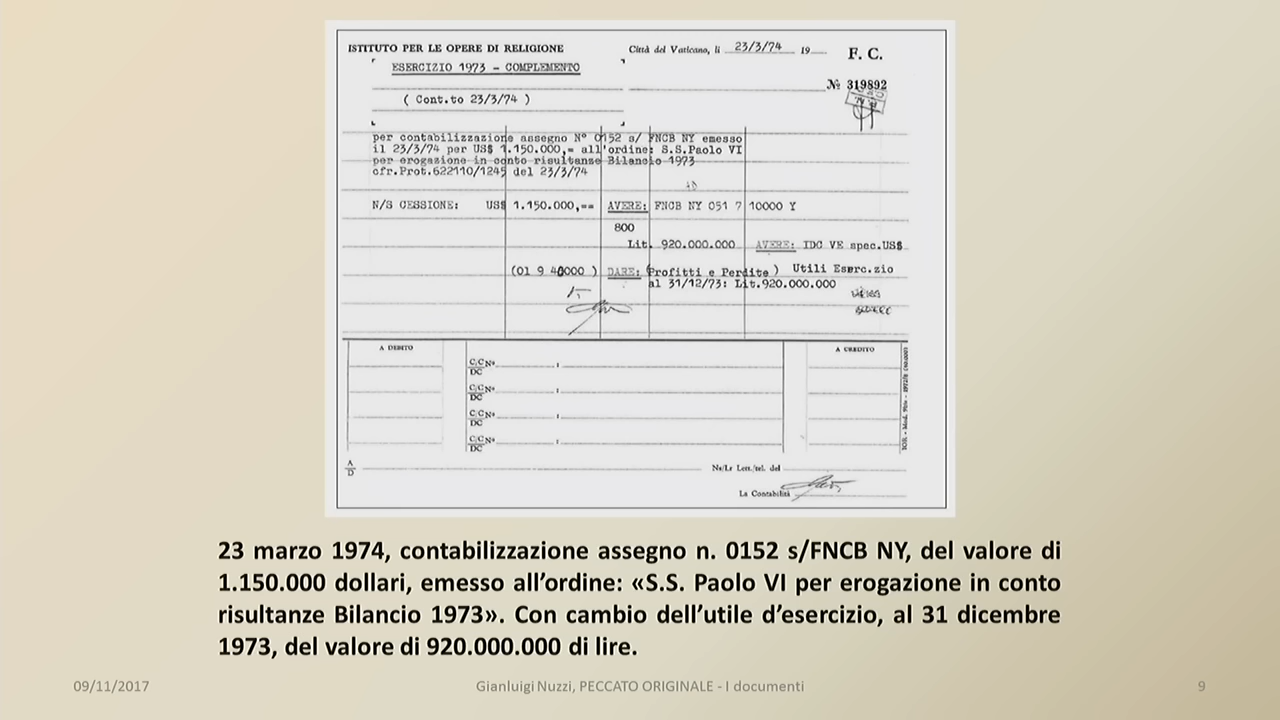 ISTITUTO PER LE OPERE DI RELIGIONE
Città del Vaticano, li 23/3/74 19
F. C.
ESERCIZIO 1973 - COMPLEMENTO
№ 319892
( Cont.to 23/3/74 )
per contabilizzazione assegno N° 0152 s/ FNCB NY emesso
il 23/3/74 per US$ 1.150.000,= all'ordine: S.S.Paolo VI
per erogazione in conto risultanze Bilancio 1973
cfr.Prot.622110/1245 del 23/3/74
N/S CESSIONE: US$ 1.150.000,== AVERE: FNCB NY 051 7 10000 Y
800
Lit. 920.000.000 AVERE: IDC VE spec.US$
(01 9 40000 ) DARE: (Profitti e Perdite ) Utili Eserc.zio
al 31/12/73: Lit.920.000.000
A DEBITO
A CREDITO
C/C Nº :
DC
C/C Nº :
DC
C/C Nº :
DC
C/C Nº :
DC
A/D
Ns/Lr Lett./tel. del
La Contabilità
23 marzo 1974, contabilizzazione assegno n. 0152 s/FNCB NY, del valore di
1.150.000 dollari, emesso all’ordine: «S.S. Paolo VI per erogazione in conto
risultanze Bilancio 1973». Con cambio dell’utile d’esercizio, al 31 dicembre
1973, del valore di 920.000.000 di lire.
09/11/2017
Gianluigi Nuzzi, PECCATO ORIGINALE - I documenti
9